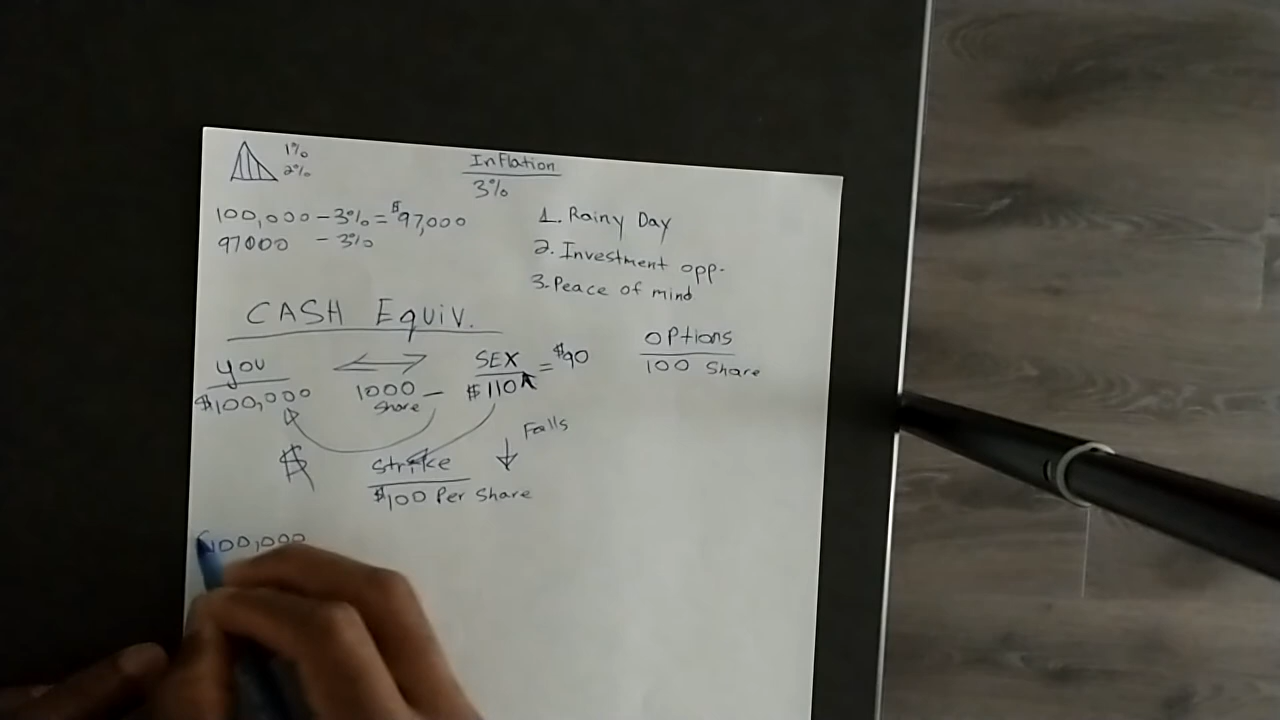 1%
2%
Inflation
3%
100,000 - 3% = $97,000
97000 - 3%
1. Rainy Day
2. Investment opp.
3. Peace of mind
CASH Equiv.
you
$100,000
1000 -
Share
SEX = $90
$110
Options
100 Share
$
Falls
Strike
$100 Per Share
100,000